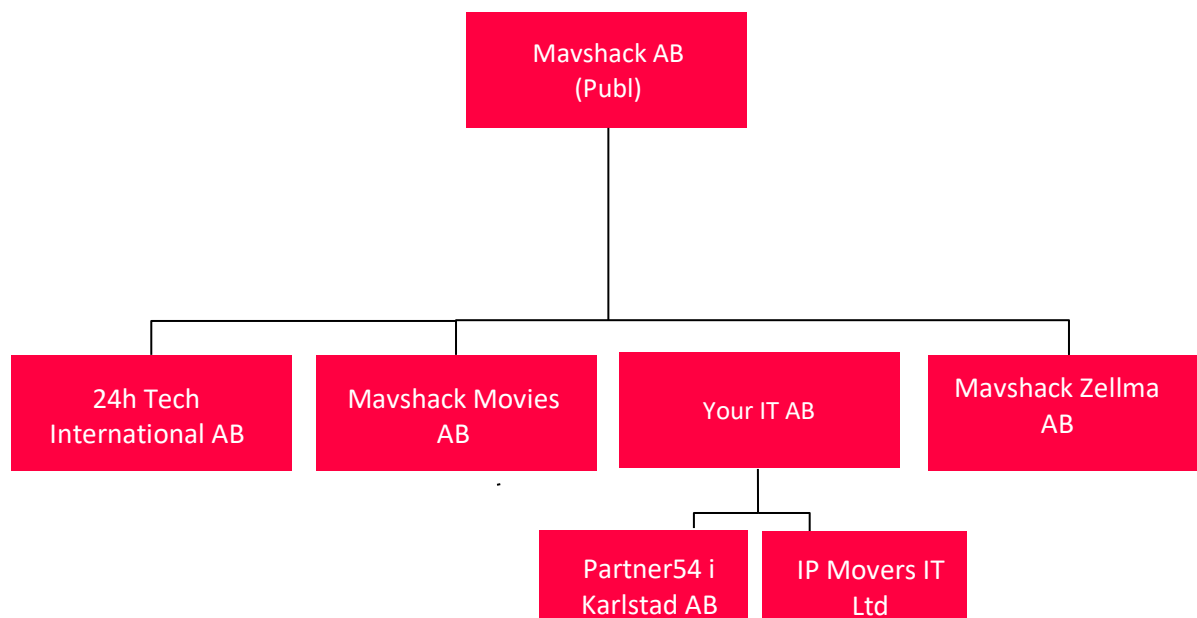 Mavshack AB
(Publ)
24h Tech
International AB
Mavshack Movies
AB
Your IT AB
Mavshack Zellma
AB
Partner54 i
Karlstad AB
IP Movers IT
Ltd